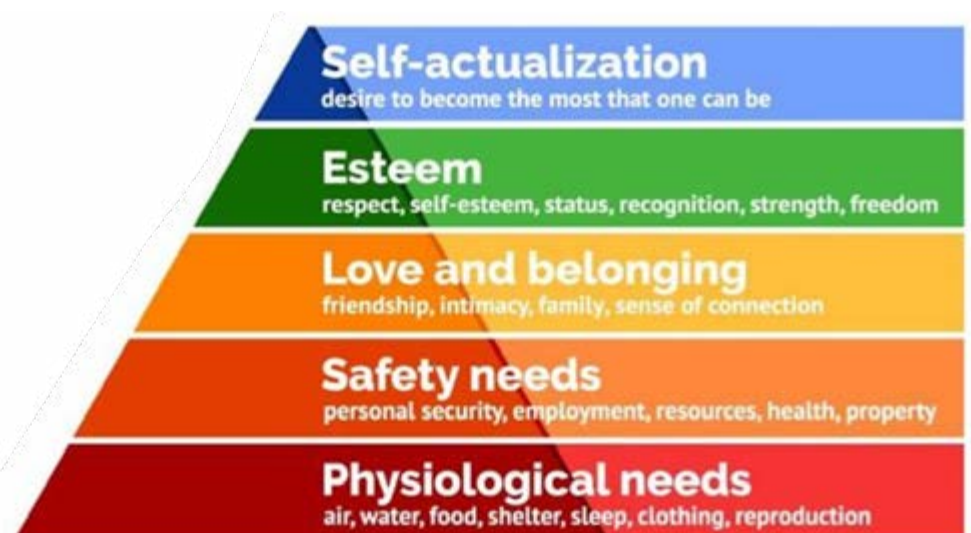 Self-actualization
desire to become the most that one can be
Esteem
respect, self-esteem, status, recognition, strength, freedom
Love and belonging
friendship, intimacy, family, sense of connection
Safety needs
personal security, employment, resources, health, property
Physiological needs
air, water, food, shelter, sleep, clothing, reproduction